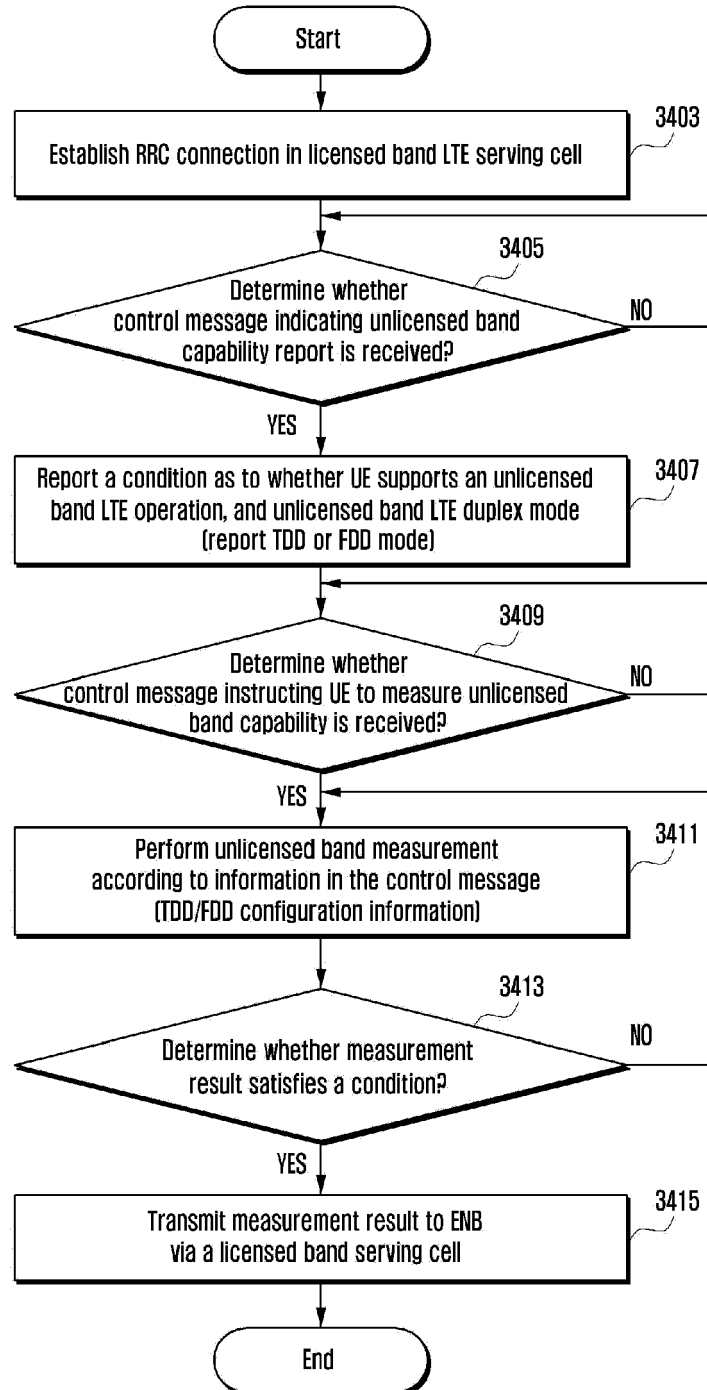 Start
3403
Establish RRC connection in licensed band LTE serving cell
3405
Determine whether
control message indicating unlicensed band
capability report is received?
NO
YES
3407
Report a condition as to whether UE supports an unlicensed
band LTE operation, and unlicensed band LTE duplex mode
(report TDD or FDD mode)
3409
Determine whether
control message instructing UE to measure unlicensed
band capability is received?
NO
YES
3411
Perform unlicensed band measurement
according to information in the control message
(TDD/FDD configuration information)
3413
Determine whether measurement
result satisfies a condition?
NO
YES
3415
Transmit measurement result to ENB
via a licensed band serving cell
End